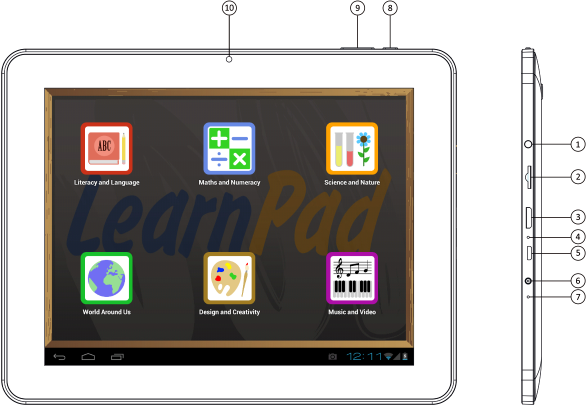 10
9
8
ABC
Literacy and Language
Maths and Numeracy
Science and Nature
LearnPad
World Around Us
Design and Creativity
Music and Video
12:11
1
2
3
4
5
6
7